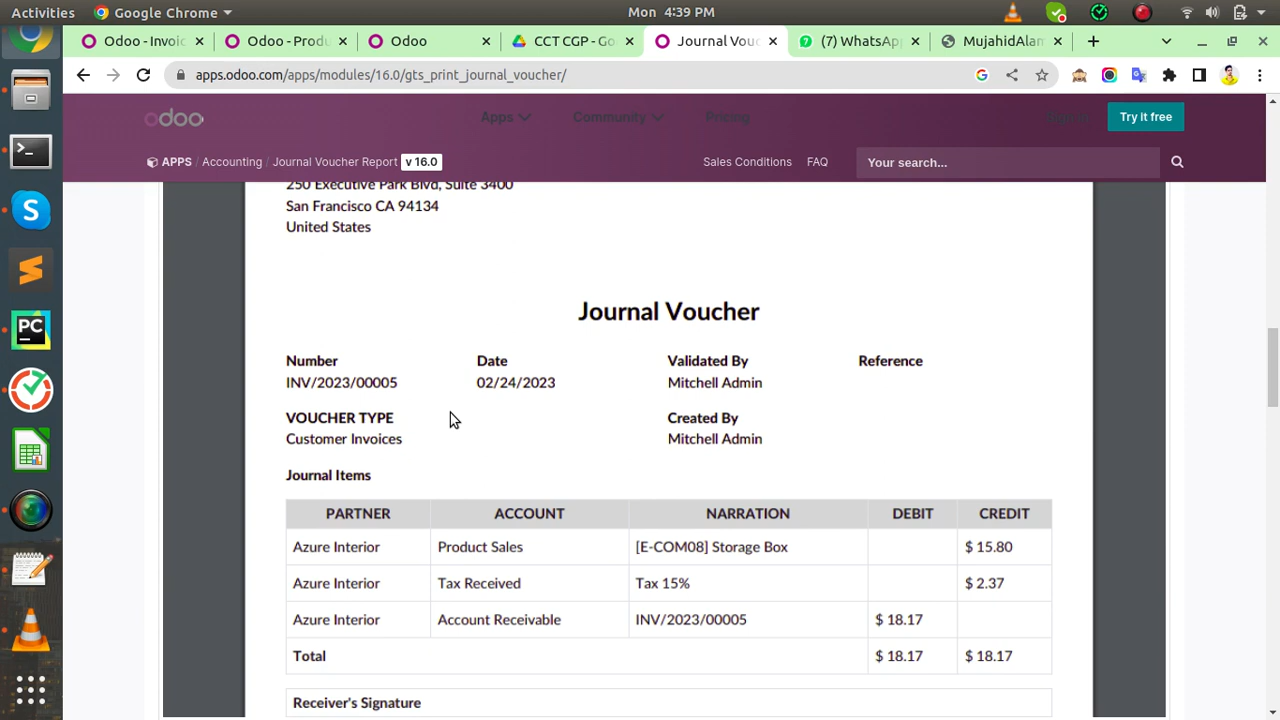 Activities Google Chrome Mon 4:39 PM
Odoo - Invoic Odoo - Produ Odoo CCT CGP - Go Journal Vouc (7) WhatsApp MujahidAlam
apps.odoo.com/apps/modules/16.0/gts_print_journal_voucher/
odoo Apps Community Pricing Sign in Try it free
APPS / Accounting / Journal Voucher Report v 16.0 Sales Conditions FAQ Your search...
250 Executive Park Blvd, Suite 3400
San Francisco CA 94134
United States
Journal Voucher
Number Date Validated By Reference
INV/2023/00005 02/24/2023 Mitchell Admin
VOUCHER TYPE Created By
Customer Invoices Mitchell Admin
Journal Items
PARTNER ACCOUNT NARRATION DEBIT CREDIT
Azure Interior Product Sales [E-COM08] Storage Box $ 15.80
Azure Interior Tax Received Tax 15% $ 2.37
Azure Interior Account Receivable INV/2023/00005 $ 18.17
Total $ 18.17 $ 18.17
Receiver's Signature